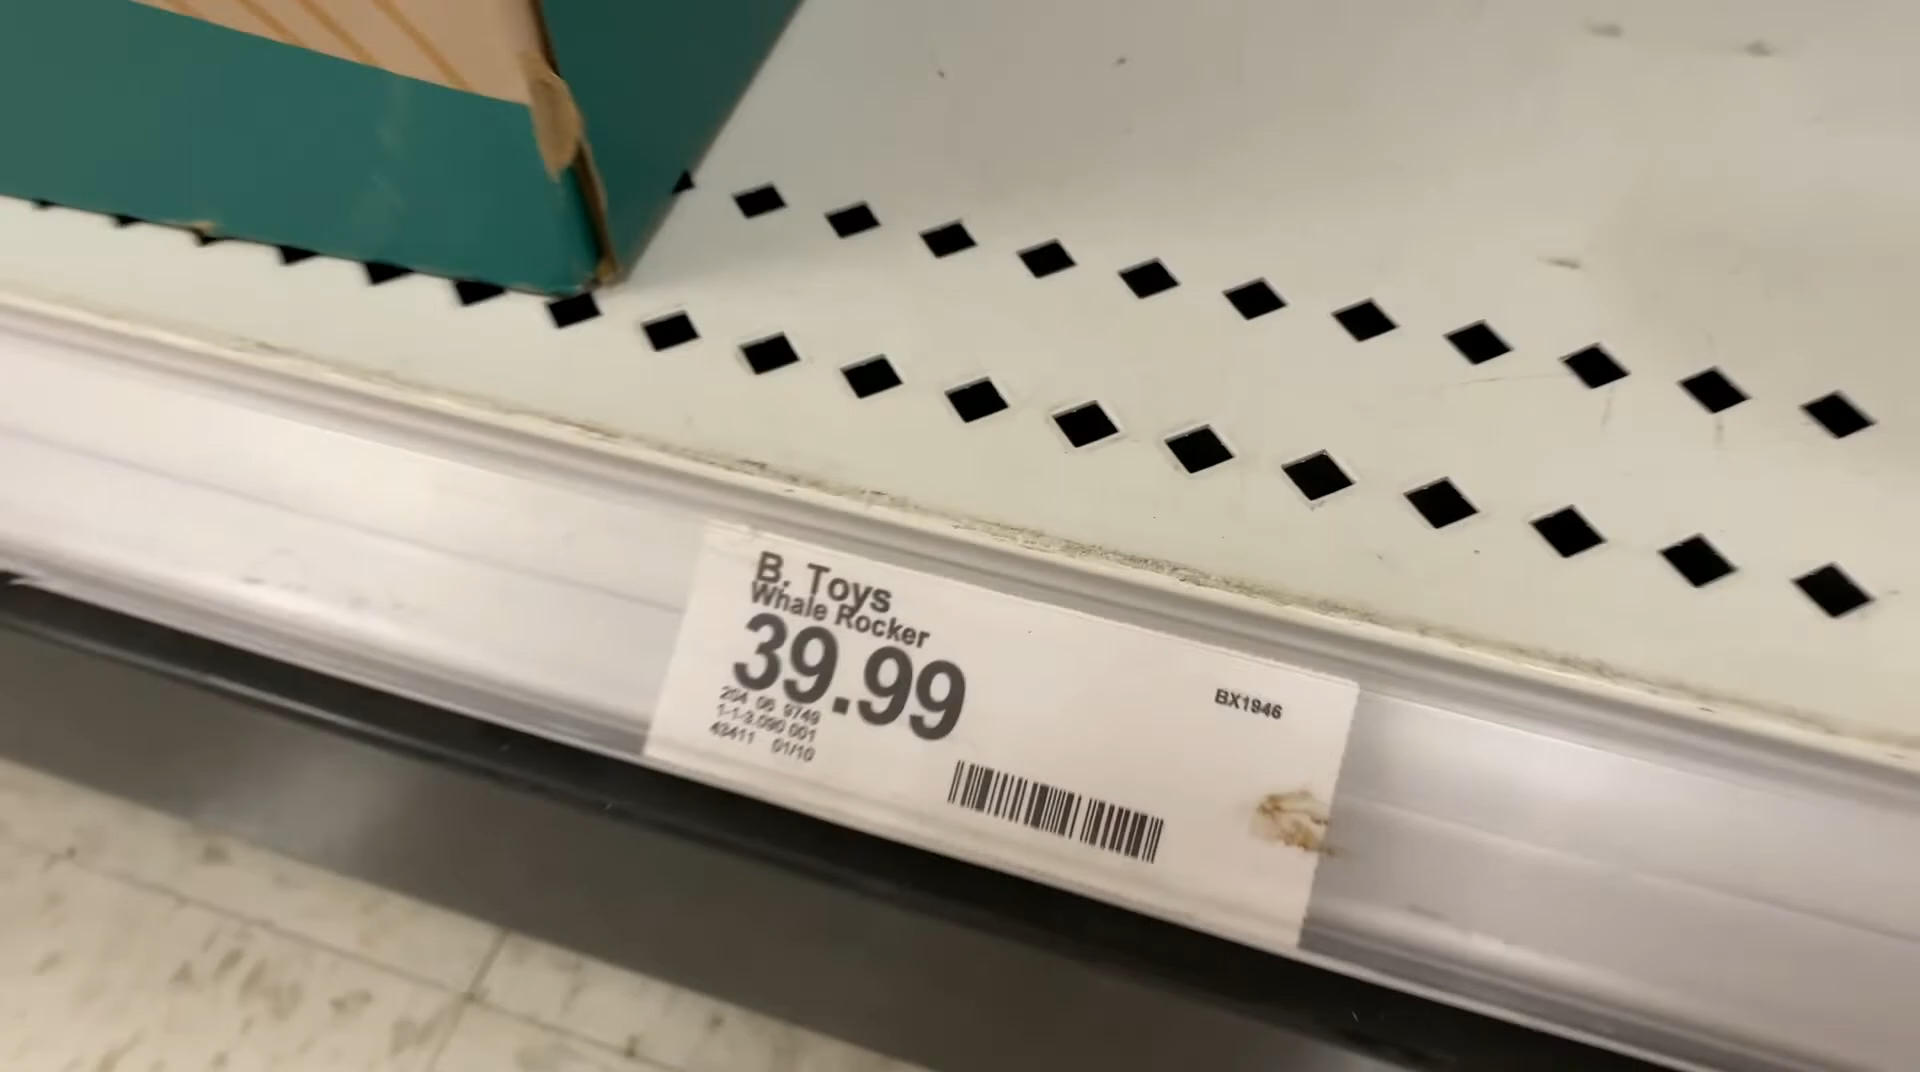 B. Toys
Whale Rocker
39.99
204 06 9749
1-1-3.090 001
43411 01/10
BX1946